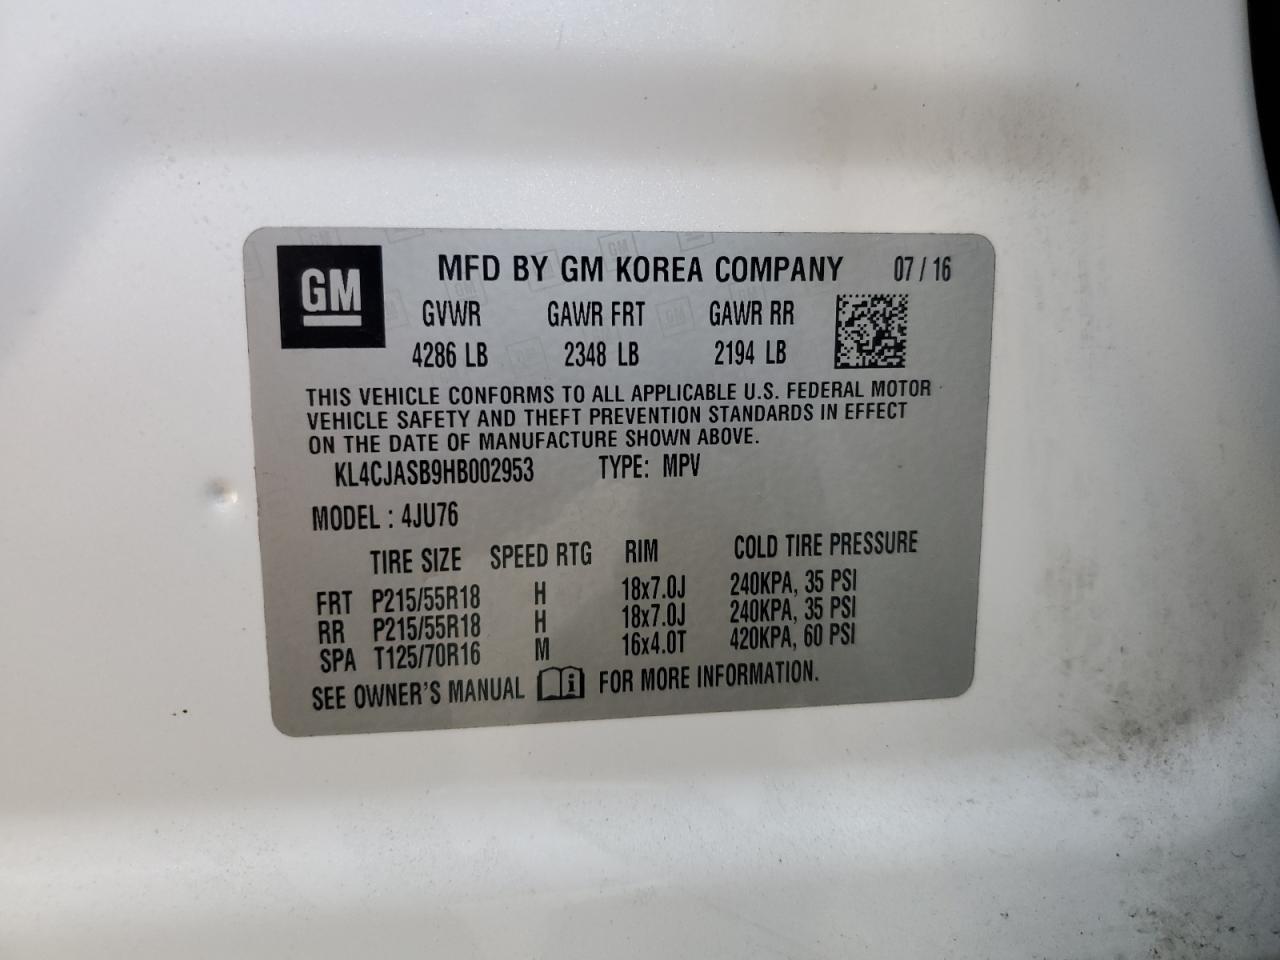 GM MFD BY GM KOREA COMPANY 07 / 16
GVWR GAWR FRT GAWR RR
4286 LB 2348 LB 2194 LB
THIS VEHICLE CONFORMS TO ALL APPLICABLE U.S. FEDERAL MOTOR
VEHICLE SAFETY AND THEFT PREVENTION STANDARDS IN EFFECT
ON THE DATE OF MANUFACTURE SHOWN ABOVE.
KL4CJASB9HB002953 TYPE: MPV
MODEL : 4JU76
TIRE SIZE SPEED RTG RIM COLD TIRE PRESSURE
FRT P215/55R18 H 18x7.0J 240KPA, 35 PSI
RR P215/55R18 H 18x7.0J 240KPA, 35 PSI
SPA T125/70R16 M 16x4.0T 420KPA, 60 PSI
SEE OWNER'S MANUAL i FOR MORE INFORMATION.